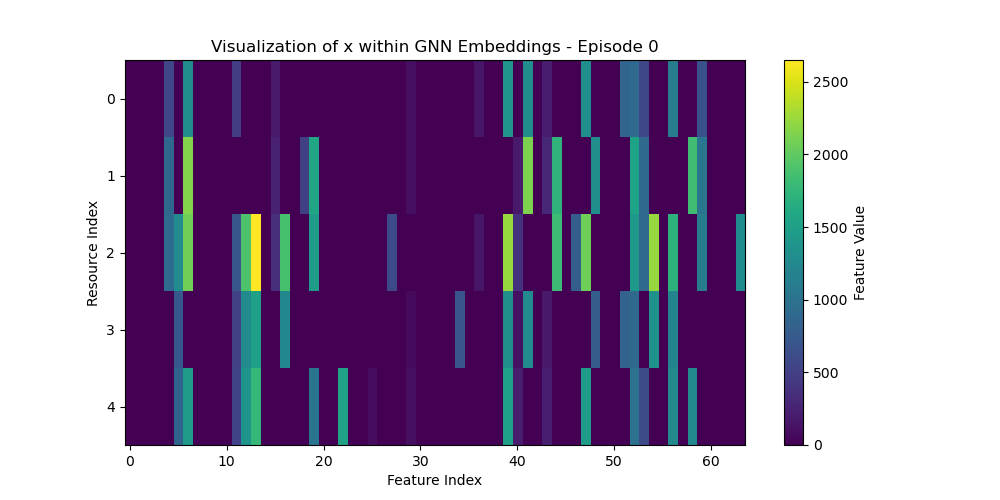 Visualization of x within GNN Embeddings - Episode 0
Resource Index
0
1
2
3
4
0 10 20 30 40 50 60
Feature Index
2500
2000
1500
1000
500
0
Feature Value